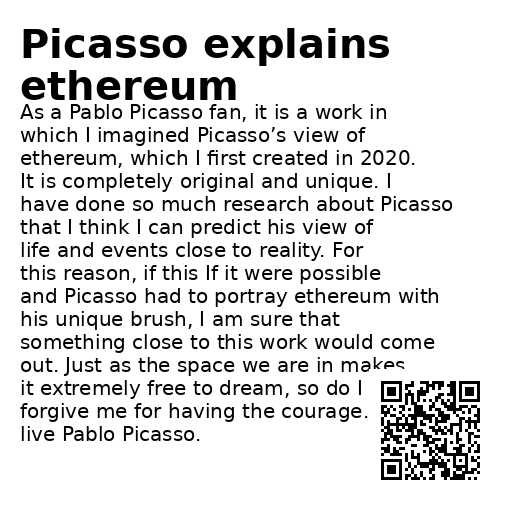 Picasso explains
ethereum
As a Pablo Picasso fan, it is a work in
which I imagined Picasso’s view of
ethereum, which I first created in 2020.
It is completely original and unique. I
have done so much research about Picasso
that I think I can predict his view of
life and events close to reality. For
this reason, if this If it were possible
and Picasso had to portray ethereum with
his unique brush, I am sure that
something close to this work would come
out. Just as the space we are in makes
it extremely free to dream, so do I
forgive me for having the courage.
live Pablo Picasso.